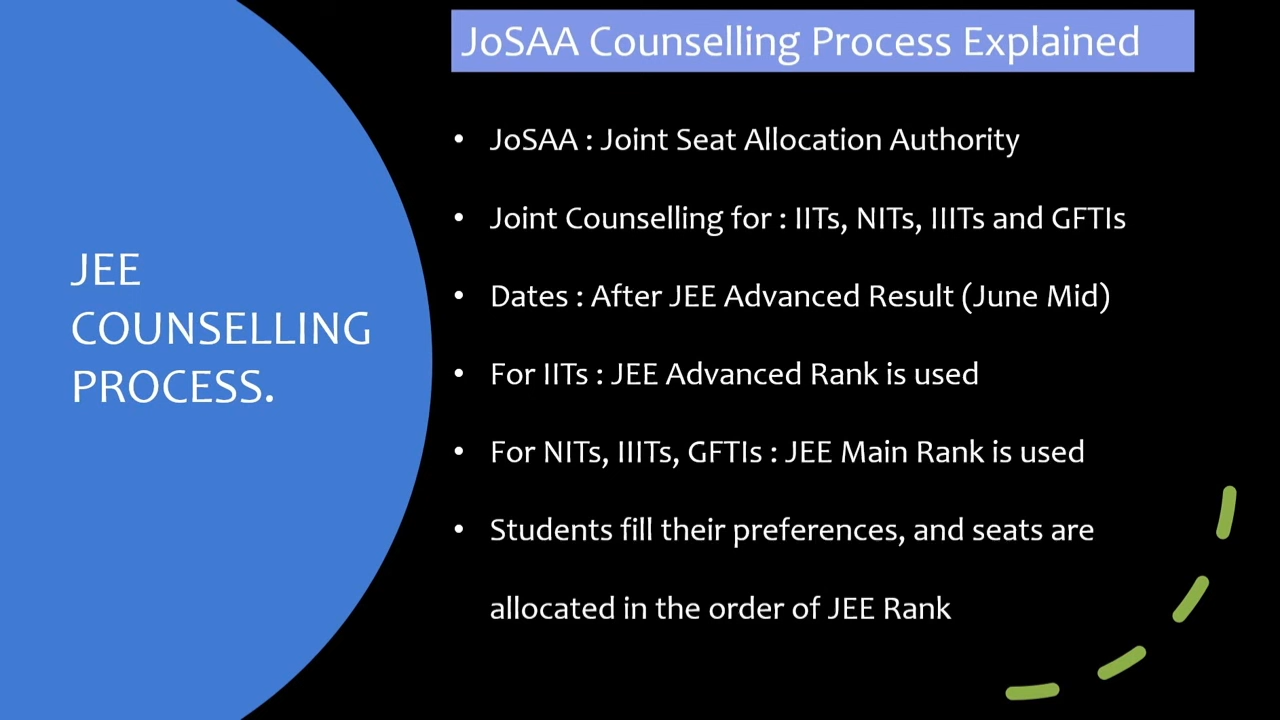 JEE
COUNSELLING
PROCESS.
JoSAA Counselling Process Explained
• JoSAA : Joint Seat Allocation Authority
• Joint Counselling for : IITs, NITs, IIITs and GFTIs
• Dates : After JEE Advanced Result (June Mid)
• For IITs : JEE Advanced Rank is used
• For NITs, IIITs, GFTIs : JEE Main Rank is used
• Students fill their preferences, and seats are
allocated in the order of JEE Rank